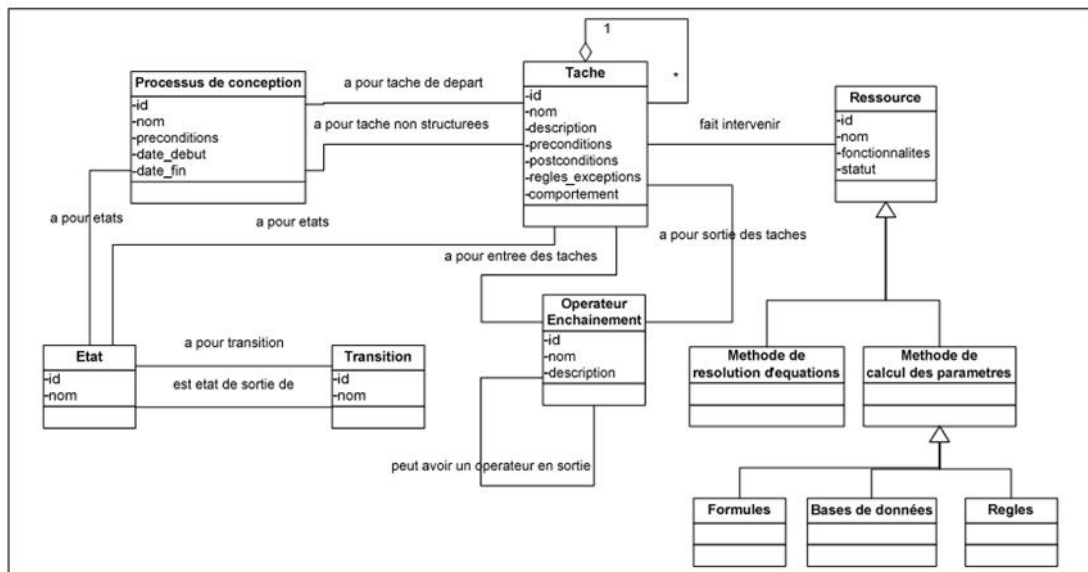 Processus de conception
-id
-nom
-preconditions
-date_debut
-date_fin
a pour tache de depart
a pour tache non structurees
1
*
Tache
-id
-nom
-description
-preconditions
-postconditions
-regles_exceptions
-comportement
fait intervenir
Ressource
-id
-nom
-fonctionnalites
-statut
a pour etats
a pour etats
a pour entree des taches
a pour sortie des taches
Etat
-id
-nom
a pour transition
est etat de sortie de
Transition
-id
-nom
Operateur
Enchainement
-id
-nom
-description
peut avoir un operateur en sortie
Methode de
resolution d'equations
Methode de
calcul des parametres
Formules
Bases de données
Regles